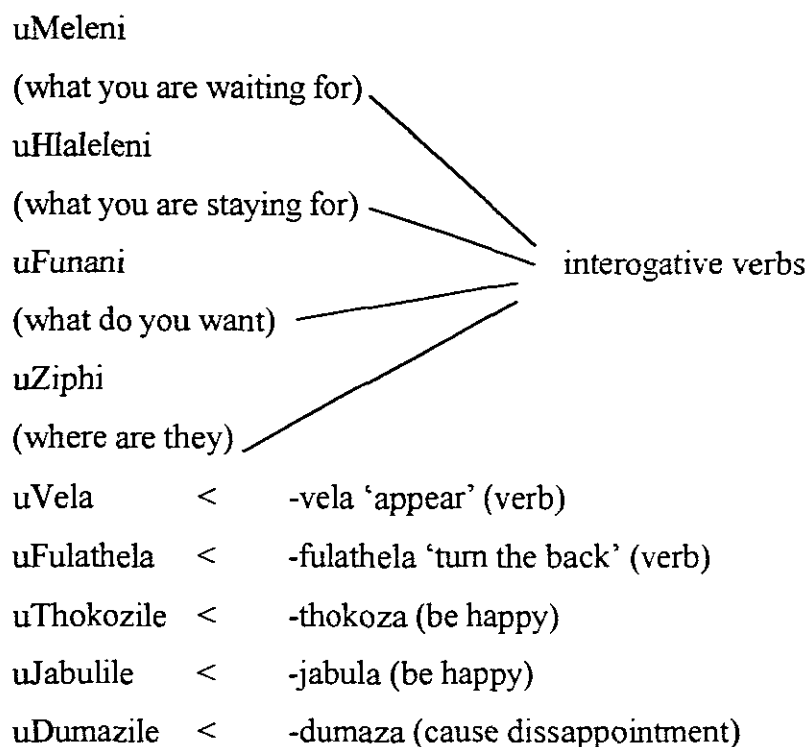 uMeleni
(what you are waiting for)
uHlaleleni
(what you are staying for)
uFunani interogative verbs
(what do you want)
uZiphi
(where are they)
uVela < -vela ‘appear’ (verb)
uFulathela < -fulathela ‘turn the back’ (verb)
uThokozile < -thokoza (be happy)
uJabulile < -jabula (be happy)
uDumazile < -dumaza (cause dissappointment)